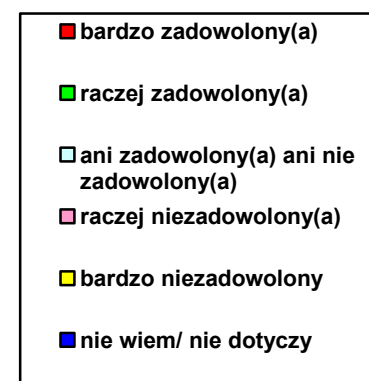 bardzo zadowolony(a)
raczej zadowolony(a)
ani zadowolony(a) ani nie
zadowolony(a)
raczej niezadowolony(a)
bardzo niezadowolony
nie wiem/ nie dotyczy